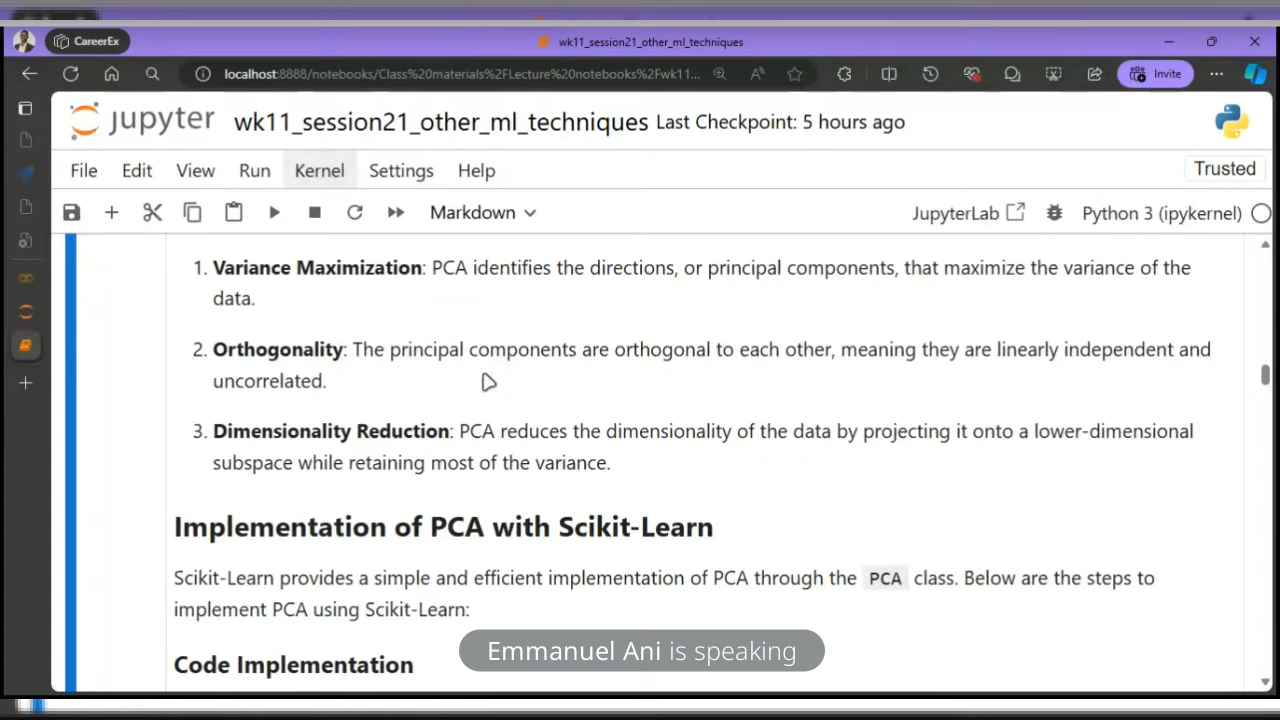 CareerEx
wk11_session21_other_ml_techniques
localhost:8888/notebooks/Class%20materials%2FLecture%20notebooks%2Fwk11...
Invite
jupyter wk11_session21_other_ml_techniques Last Checkpoint: 5 hours ago
File Edit View Run Kernel Settings Help Trusted
Markdown JupyterLab Python 3 (ipykernel)
1. Variance Maximization: PCA identifies the directions, or principal components, that maximize the variance of the
data.
2. Orthogonality: The principal components are orthogonal to each other, meaning they are linearly independent and
uncorrelated.
3. Dimensionality Reduction: PCA reduces the dimensionality of the data by projecting it onto a lower-dimensional
subspace while retaining most of the variance.
Implementation of PCA with Scikit-Learn
Scikit-Learn provides a simple and efficient implementation of PCA through the PCA class. Below are the steps to
implement PCA using Scikit-Learn:
Emmanuel Ani is speaking
Code Implementation